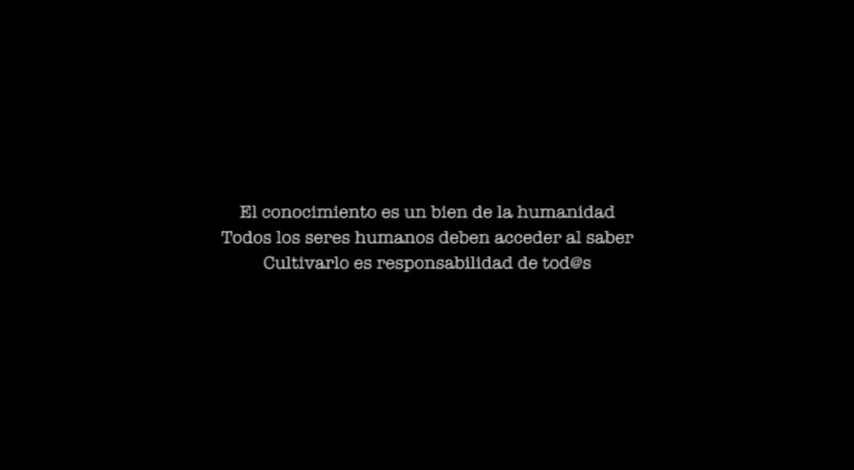 El conocimiento es un bien de la humanidad
Todos los seres humanos deben acceder al saber
Cultivarlo es responsabilidad de tod@s